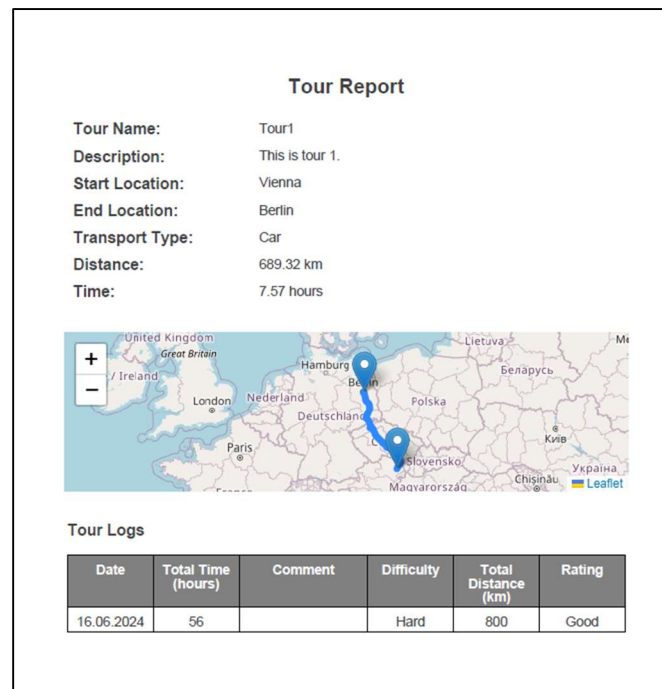 Tour Report
Tour Name: Tour1
Description: This is tour 1.
Start Location: Vienna
End Location: Berlin
Transport Type: Car
Distance: 689.32 km
Time: 7.57 hours
United Kingdom
Lietuva
+
Great Britain
Hamburg
Беларусь
/ Ireland
−
London
Nederland
Polska
Deutschland
Київ
Paris
Slovensko
Україна
Magyarország
Chișinău
Leaflet
Tour Logs
Date Total Time (hours) Comment Difficulty Total Distance (km) Rating
16.06.2024 56 Hard 800 Good